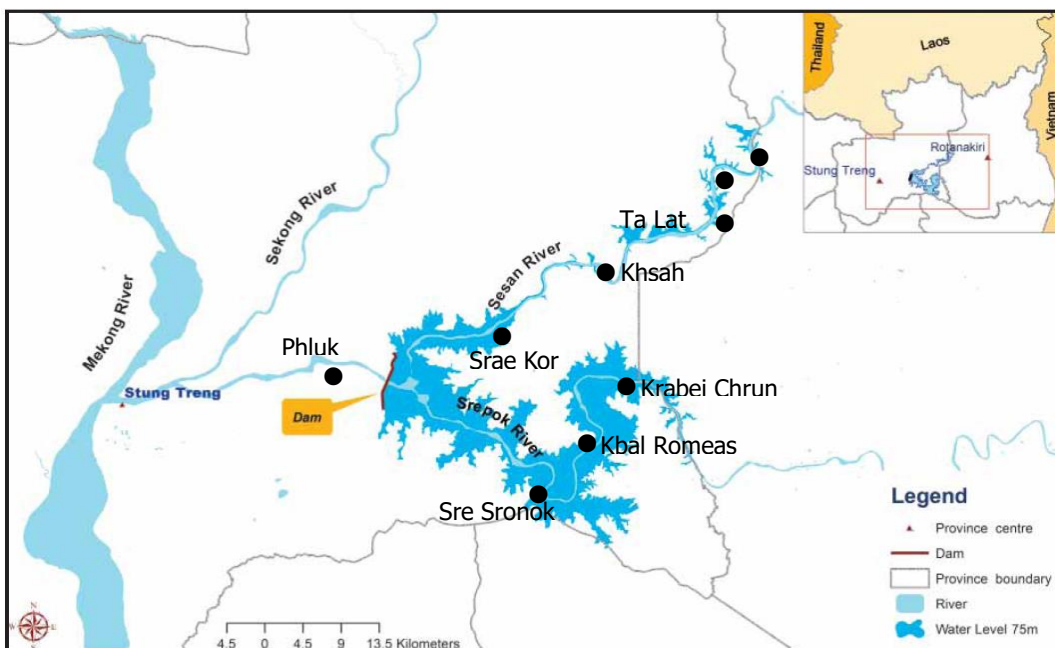 Thailand
Laos
Vietnam
Rotanakiri
Stung Treng
Sekong River
Mekong River
Ta Lat
Sesan River
Khsah
Phluk
Srae Kor
Stung Treng
Krabei Chrun
Dam
Srepok River
Kbal Romeas
Sre Sronok
Legend
Province centre
Dam
Province boundary
River
Water Level 75m
N
W E
S
4.5 0 4.5 9 13.5 Kilometers